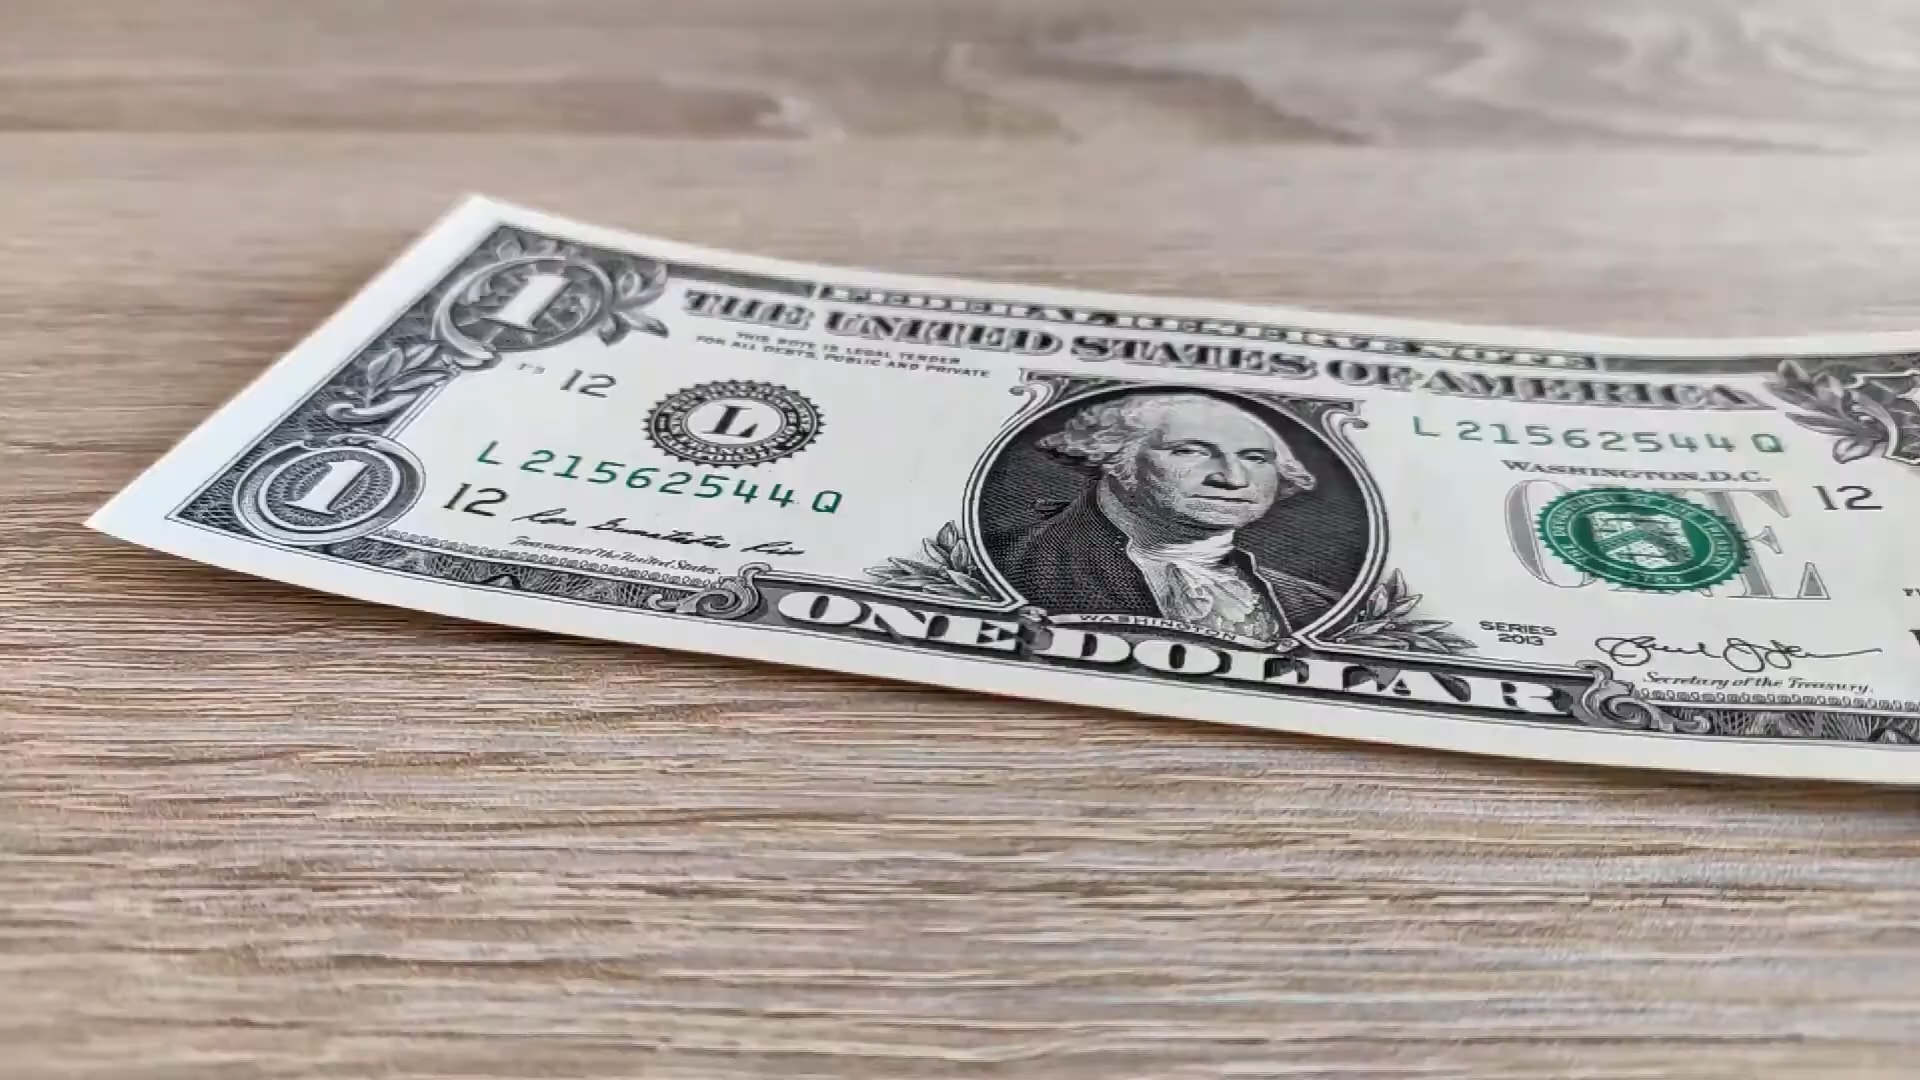 FEDERAL RESERVE NOTE
THE UNITED STATES OF AMERICA
1
THIS NOTE IS LEGAL TENDER
FOR ALL DEBTS, PUBLIC AND PRIVATE
12
L
L 21562544 Q
WASHINGTON, D.C.
12
L 21562544 Q
1
12
Treasurer of the United States.
WASHINGTON
SERIES
2013
Secretary of the Treasury.
ONE DOLLAR